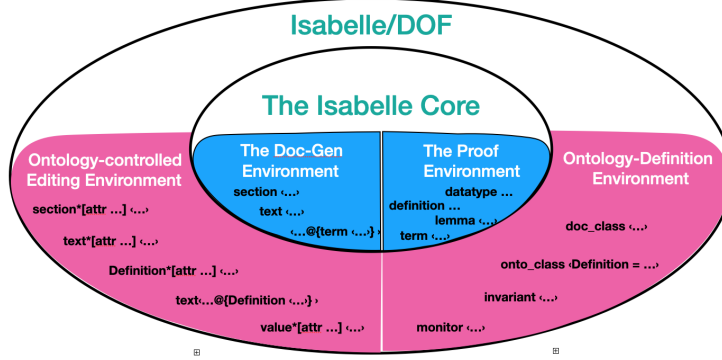 Isabelle/DOF
The Isabelle Core
Ontology-controlled
Editing Environment
section*[attr ...] ‹...›
text*[attr ...] ‹...›
Definition*[attr ...] ‹...›
text‹...@{Definition ‹...›} ›
value*[attr ...] ‹...›
The Doc-Gen
Environment
section ‹...›
text ‹...›
‹...@{term ‹...›} ›
The Proof
Environment
datatype ...
definition ...
lemma ‹...›
term ‹...›
Ontology-Definition
Environment
doc_class ‹...›
onto_class ‹Definition = ...›
invariant ‹...›
monitor ‹...›